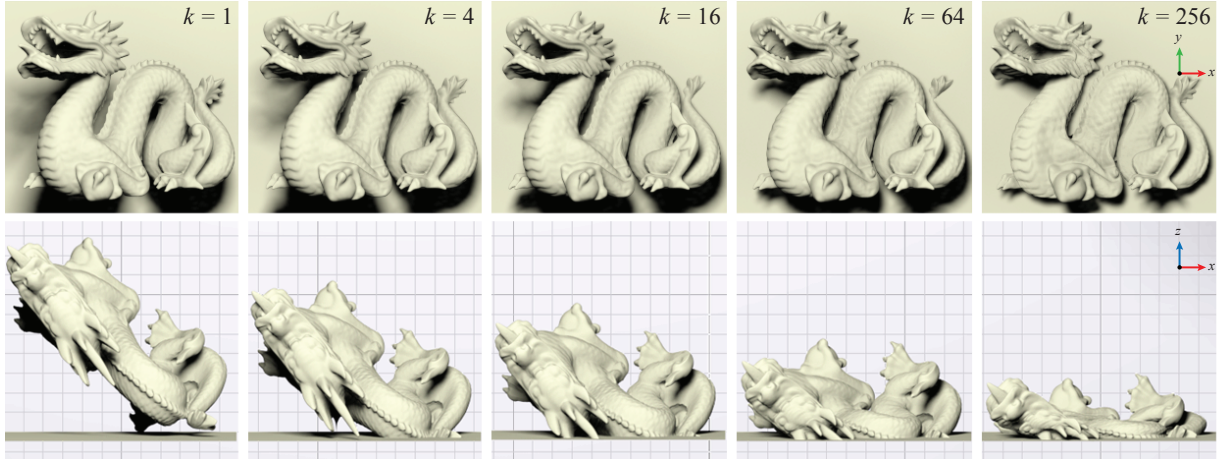 k = 1
k = 4
k = 16
k = 64
k = 256
y
x
z
x